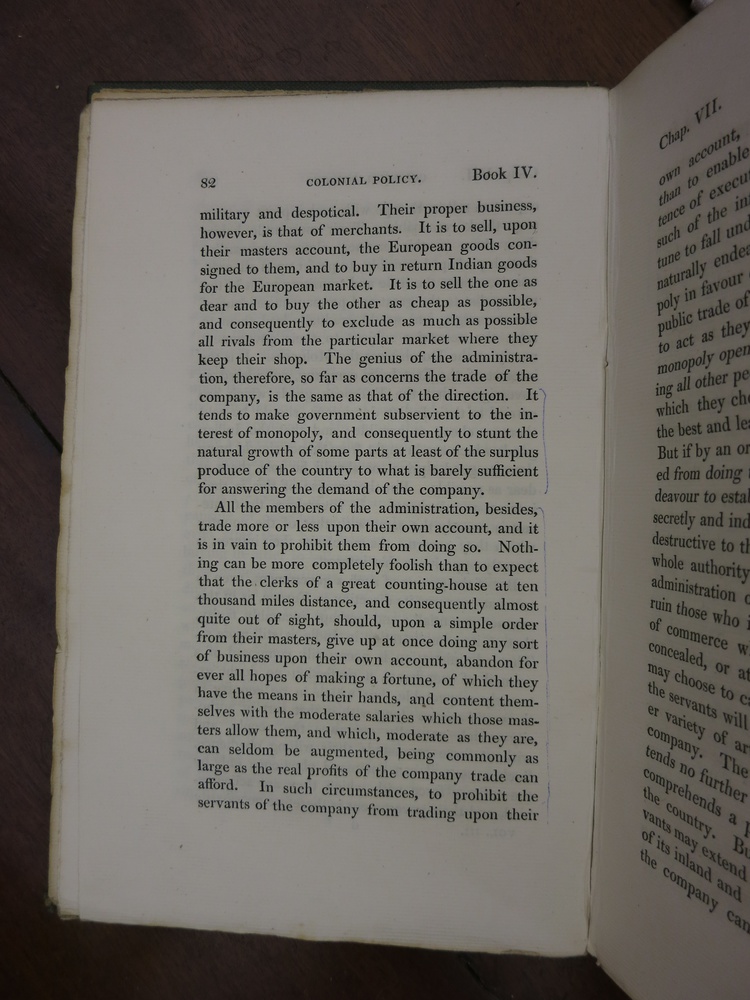 82 COLONIAL POLICY. Book IV.
military and despotical. Their proper business,
however, is that of merchants. It is to sell, upon
their masters account, the European goods con-
signed to them, and to buy in return Indian goods
for the European market. It is to sell the one as
dear and to buy the other as cheap as possible,
and consequently to exclude as much as possible
all rivals from the particular market where they
keep their shop. The genius of the administra-
tion, therefore, so far as concerns the trade of the
company, is the same as that of the direction. It
tends to make government subservient to the in-
terest of monopoly, and consequently to stunt the
natural growth of some parts at least of the surplus
produce of the country to what is barely sufficient
for answering the demand of the company.
All the members of the administration, besides,
trade more or less upon their own account, and it
is in vain to prohibit them from doing so. Noth-
ing can be more completely foolish than to expect
that the clerks of a great counting-house at ten
thousand miles distance, and consequently almost
quite out of sight, should, upon a simple order
from their masters, give up at once doing any sort
of business upon their own account, abandon for
ever all hopes of making a fortune, of which they
have the means in their hands, and content them-
selves with the moderate salaries which those mas-
ters allow them, and which, moderate as they are,
can seldom be augmented, being commonly as
large as the real profits of the company trade can
afford. In such circumstances, to prohibit the
servants of the company from trading upon their
Chap. VII.
own account,
than to enable
tence of execu
such of the in
tune to fall und
naturally endea
poly in favour
public trade of
to act as they
monopoly open
ing all other pe
which they cho
the best and lea
But if by an or
ed from doing
deavour to estal
secretly and ind
destructive to th
whole authority
administration
ruin those who
of commerce w
concealed, or at
may choose to ca
the servants will
er variety of ar
company. The
tends no further
comprehends a
the country. Bu
vants may extend
of its inland and
the company can